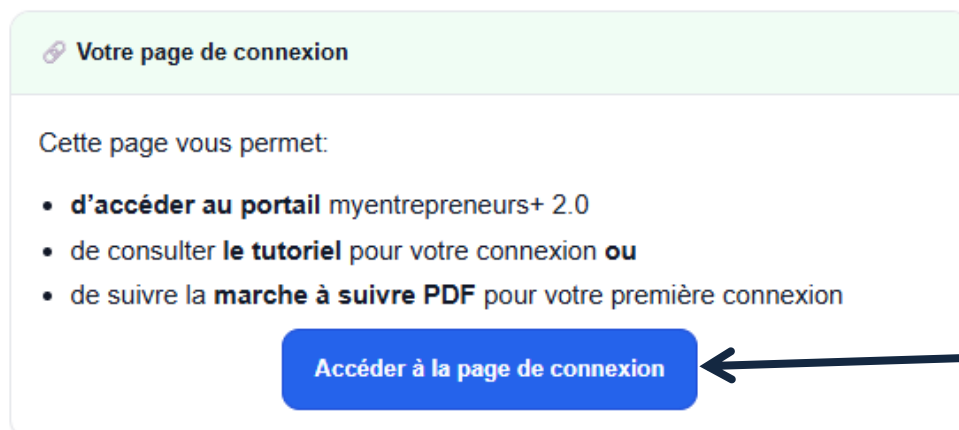 Votre page de connexion
Cette page vous permet:
d’accéder au portail myentrepreneurs+ 2.0
de consulter le tutoriel pour votre connexion ou
de suivre la marche à suivre PDF pour votre première connexion
Accéder à la page de connexion